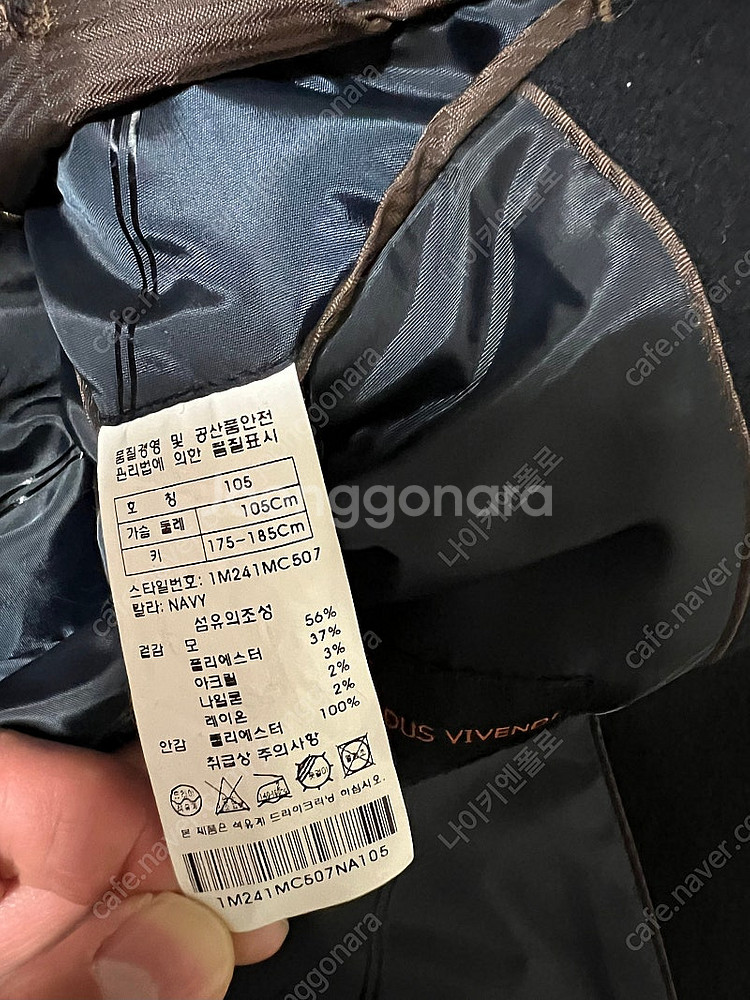 품질경영 및 공산품안전
관리법에 의한 품질표시
호 칭 105
가슴 둘레 105Cm
키 175-185Cm
스타일번호: 1M241MC507
칼라: NAVY
섬유의조성
겉감 모 56%
폴리에스터 37%
아크릴 3%
나일론 2%
레이온 2%
안감 폴리에스터 100%
취급상 주의사항
본 제품은 석유계 드라이크리닝 하십시오.
1M241MC507NA105
DUS VIVENDI
joonggonara
cafe.naver.com
나이키엔폴로